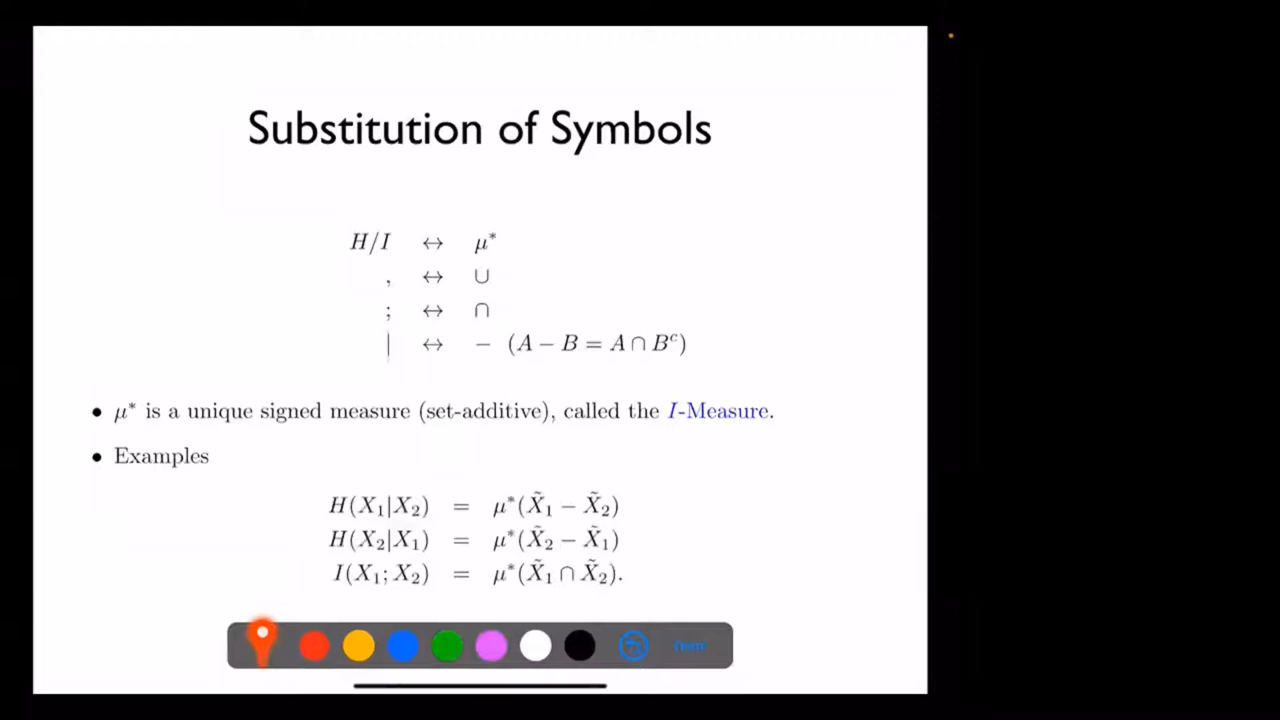 Substitution of Symbols
H/I ↔ μ*
, ↔ ∪
; ↔ ∩
| ↔ − (A − B = A ∩ Bᶜ)
• μ* is a unique signed measure (set-additive), called the I-Measure.
• Examples
H(X₁|X₂) = μ*(X̃₁ − X̃₂)
H(X₂|X₁) = μ*(X̃₂ − X̃₁)
I(X₁; X₂) = μ*(X̃₁ ∩ X̃₂).